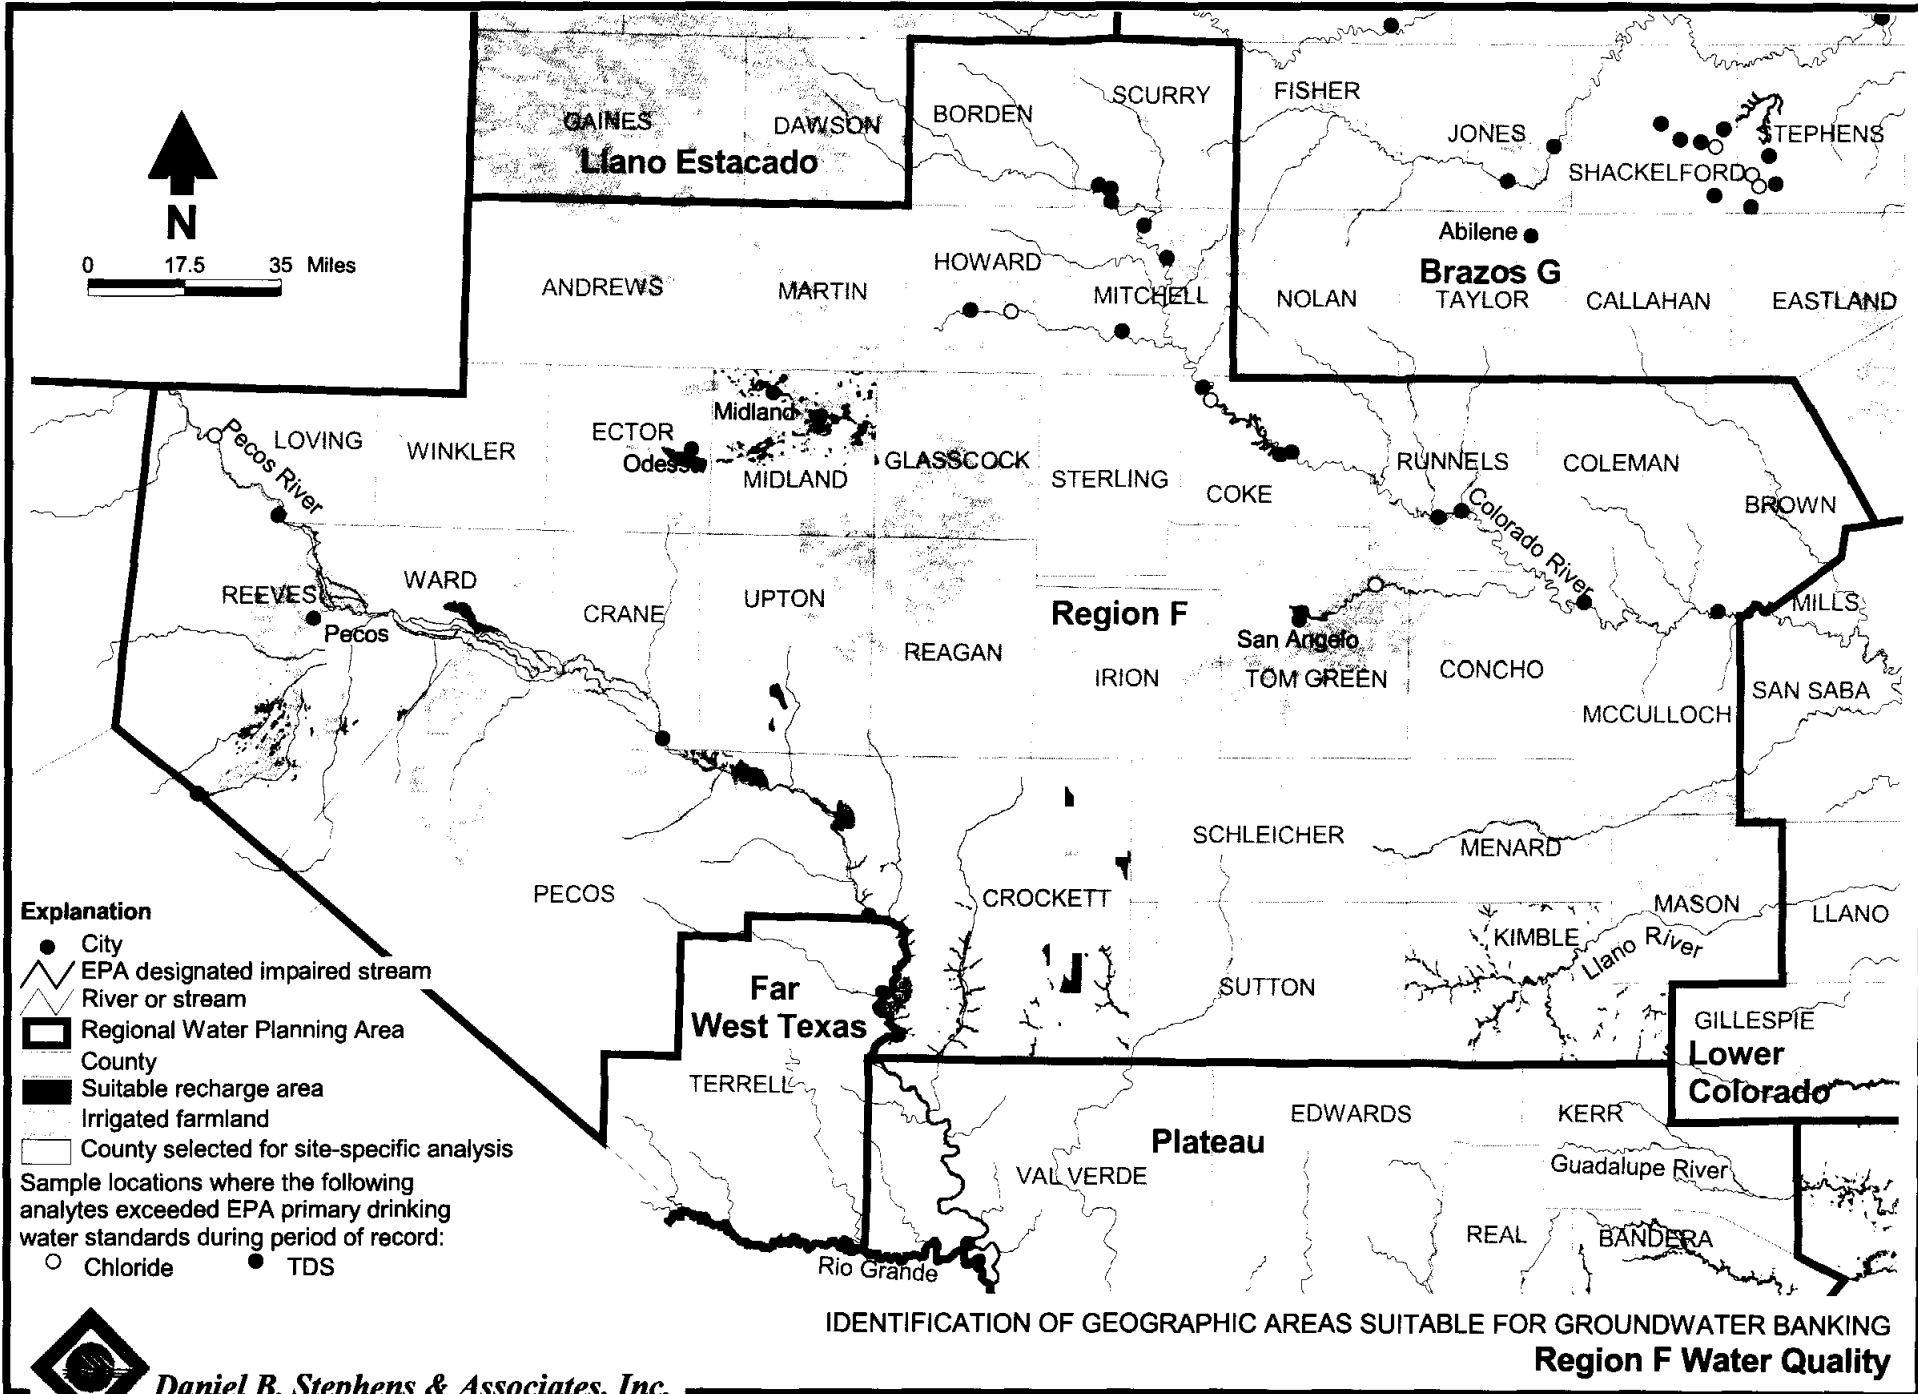 SCURRY
FISHER
BORDEN
GAINES
DAWSON
JONES
STEPHENS
Llano Estacado
SHACKELFORD
N
Abilene
0 17.5 35 Miles
HOWARD
Brazos G
ANDREWS
MARTIN
MITCHELL
NOLAN
TAYLOR
CALLAHAN
EASTLAND
Midland
Pecos River
LOVING
WINKLER
ECTOR
Odessa
MIDLAND
GLASSCOCK
STERLING
COKE
RUNNELS
COLEMAN
BROWN
Colorado River
REEVES
WARD
CRANE
UPTON
Region F
MILLS
Pecos
San Angelo
REAGAN
IRION
TOM GREEN
CONCHO
SAN SABA
MCCULLOCH
SCHLEICHER
MENARD
PECOS
CROCKETT
MASON
LLANO
KIMBLE
Llano River
Far
West Texas
SUTTON
GILLESPIE
Lower
Colorado
TERRELL
EDWARDS
KERR
Plateau
VAL VERDE
Guadalupe River
REAL
BANDERA
Rio Grande
Explanation
City
EPA designated impaired stream
River or stream
Regional Water Planning Area
County
Suitable recharge area
Irrigated farmland
County selected for site-specific analysis
Sample locations where the following
analytes exceeded EPA primary drinking
water standards during period of record:
Chloride TDS
IDENTIFICATION OF GEOGRAPHIC AREAS SUITABLE FOR GROUNDWATER BANKING
Region F Water Quality
Daniel B. Stephens & Associates, Inc.